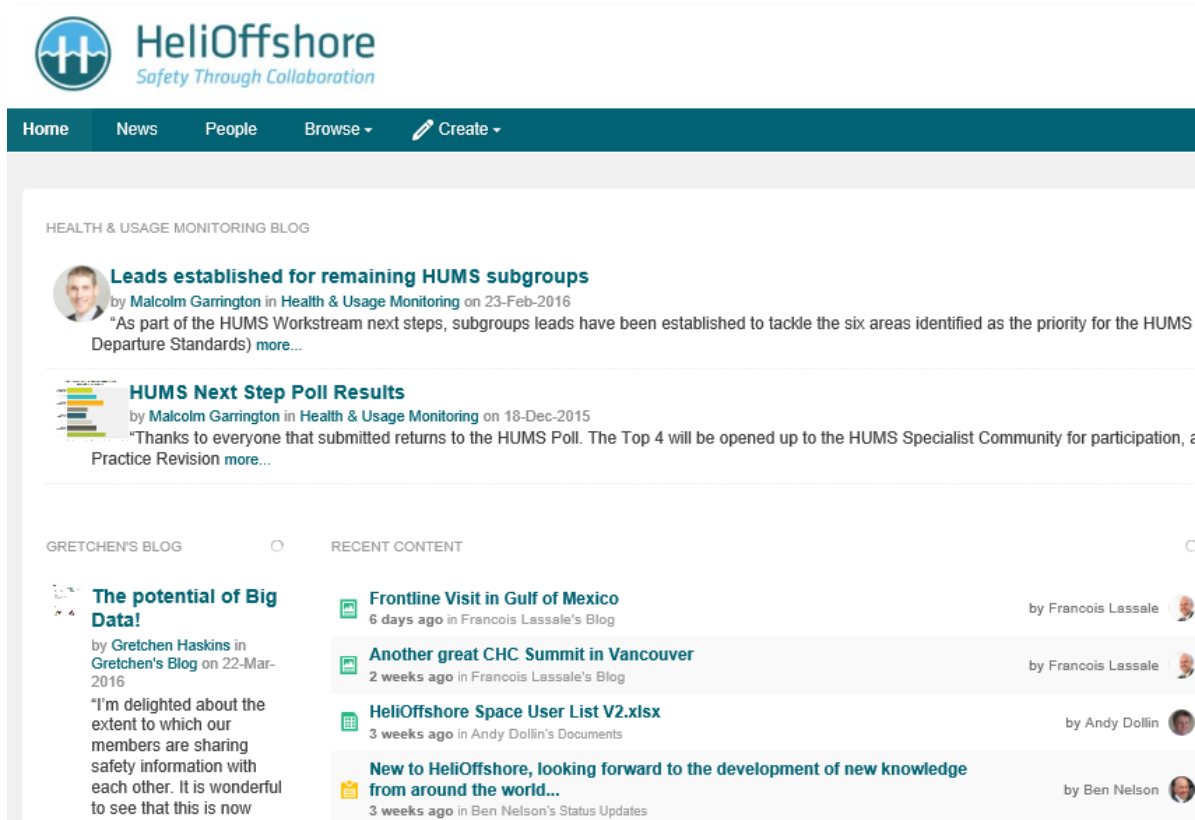 HeliOffshore
Safety Through Collaboration
Home News People Browse Create
HEALTH & USAGE MONITORING BLOG
Leads established for remaining HUMS subgroups
by Malcolm Garrington in Health & Usage Monitoring on 23-Feb-2016
“As part of the HUMS Workstream next steps, subgroups leads have been established to tackle the six areas identified as the priority for the HUMS
Departure Standards) more...
HUMS Next Step Poll Results
by Malcolm Garrington in Health & Usage Monitoring on 18-Dec-2015
“Thanks to everyone that submitted returns to the HUMS Poll. The Top 4 will be opened up to the HUMS Specialist Community for participation, a
Practice Revision more...
GRETCHEN'S BLOG
The potential of Big
Data!
by Gretchen Haskins in
Gretchen's Blog on 22-Mar-
2016
“I'm delighted about the
extent to which our
members are sharing
safety information with
each other. It is wonderful
to see that this is now
RECENT CONTENT
Frontline Visit in Gulf of Mexico
6 days ago in Francois Lassale's Blog
by Francois Lassale
Another great CHC Summit in Vancouver
2 weeks ago in Francois Lassale's Blog
by Francois Lassale
HeliOffshore Space User List V2.xlsx
3 weeks ago in Andy Dollin's Documents
by Andy Dollin
New to HeliOffshore, looking forward to the development of new knowledge
from around the world...
3 weeks ago in Ben Nelson's Status Updates
by Ben Nelson